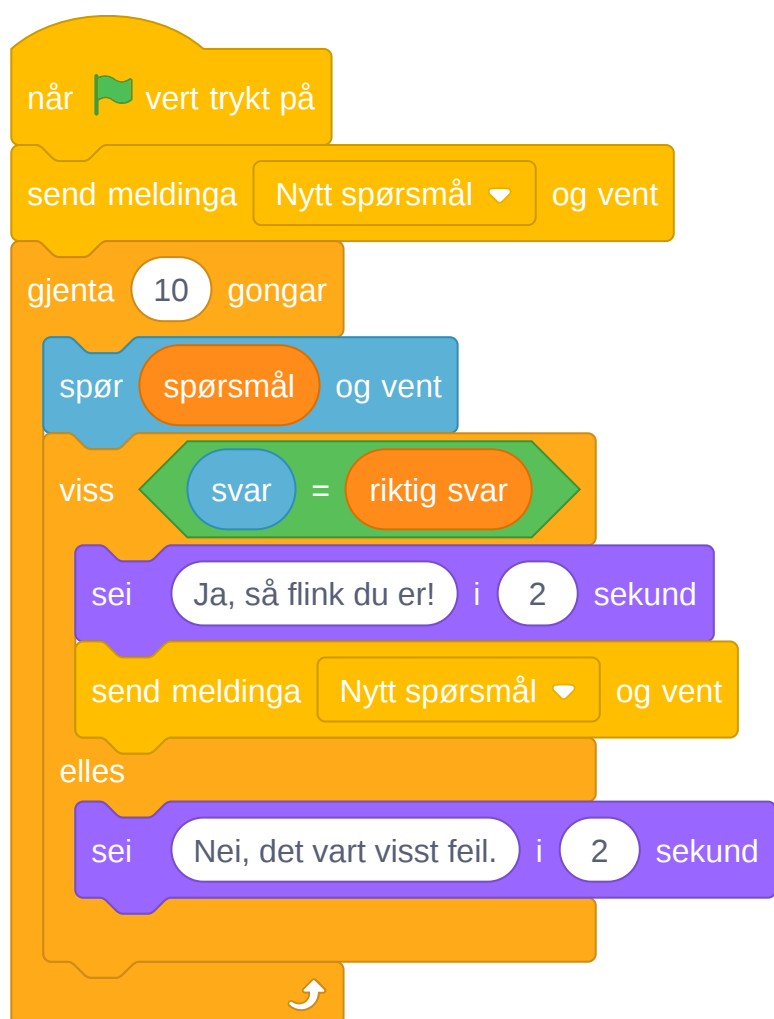 når vert trykt på
send meldinga Nytt spørsmål og vent
gjenta 10 gongar
spør spørsmål og vent
viss svar = riktig svar
sei Ja, så flink du er! i 2 sekund
send meldinga Nytt spørsmål og vent
elles
sei Nei, det vart visst feil. i 2 sekund